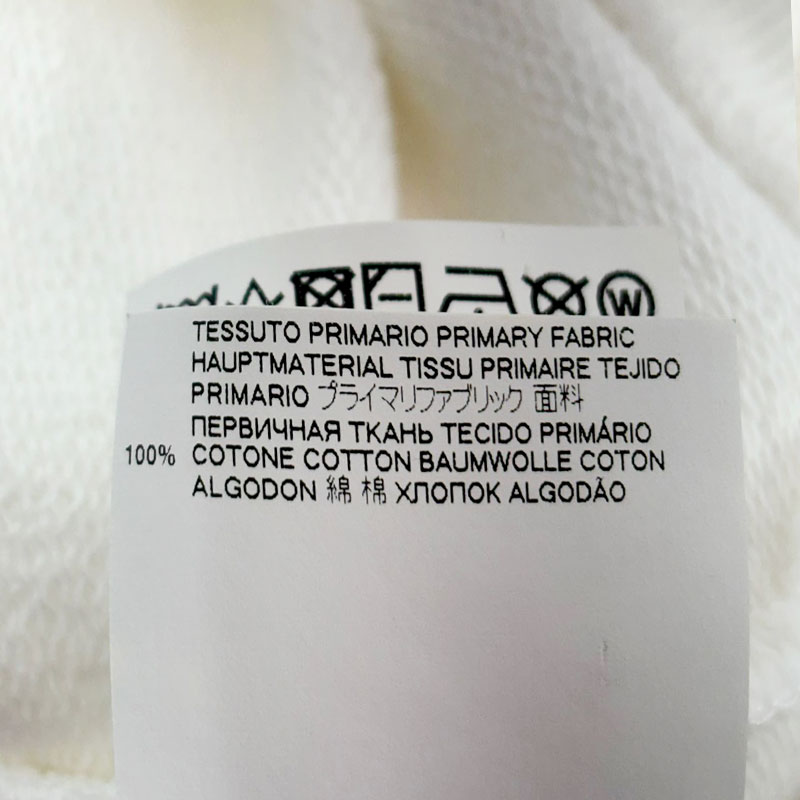 W
TESSUTO PRIMARIO PRIMARY FABRIC
HAUPTMATERIAL TISSU PRIMAIRE TEJIDO
PRIMARIO プライマリファブリック 面料
ПЕРВИЧНАЯ ТКАНЬ TECIDO PRIMÁRIO
100% COTONE COTTON BAUMWOLLE COTON
ALGODON 綿 棉 ХЛОПОК ALGODÃO